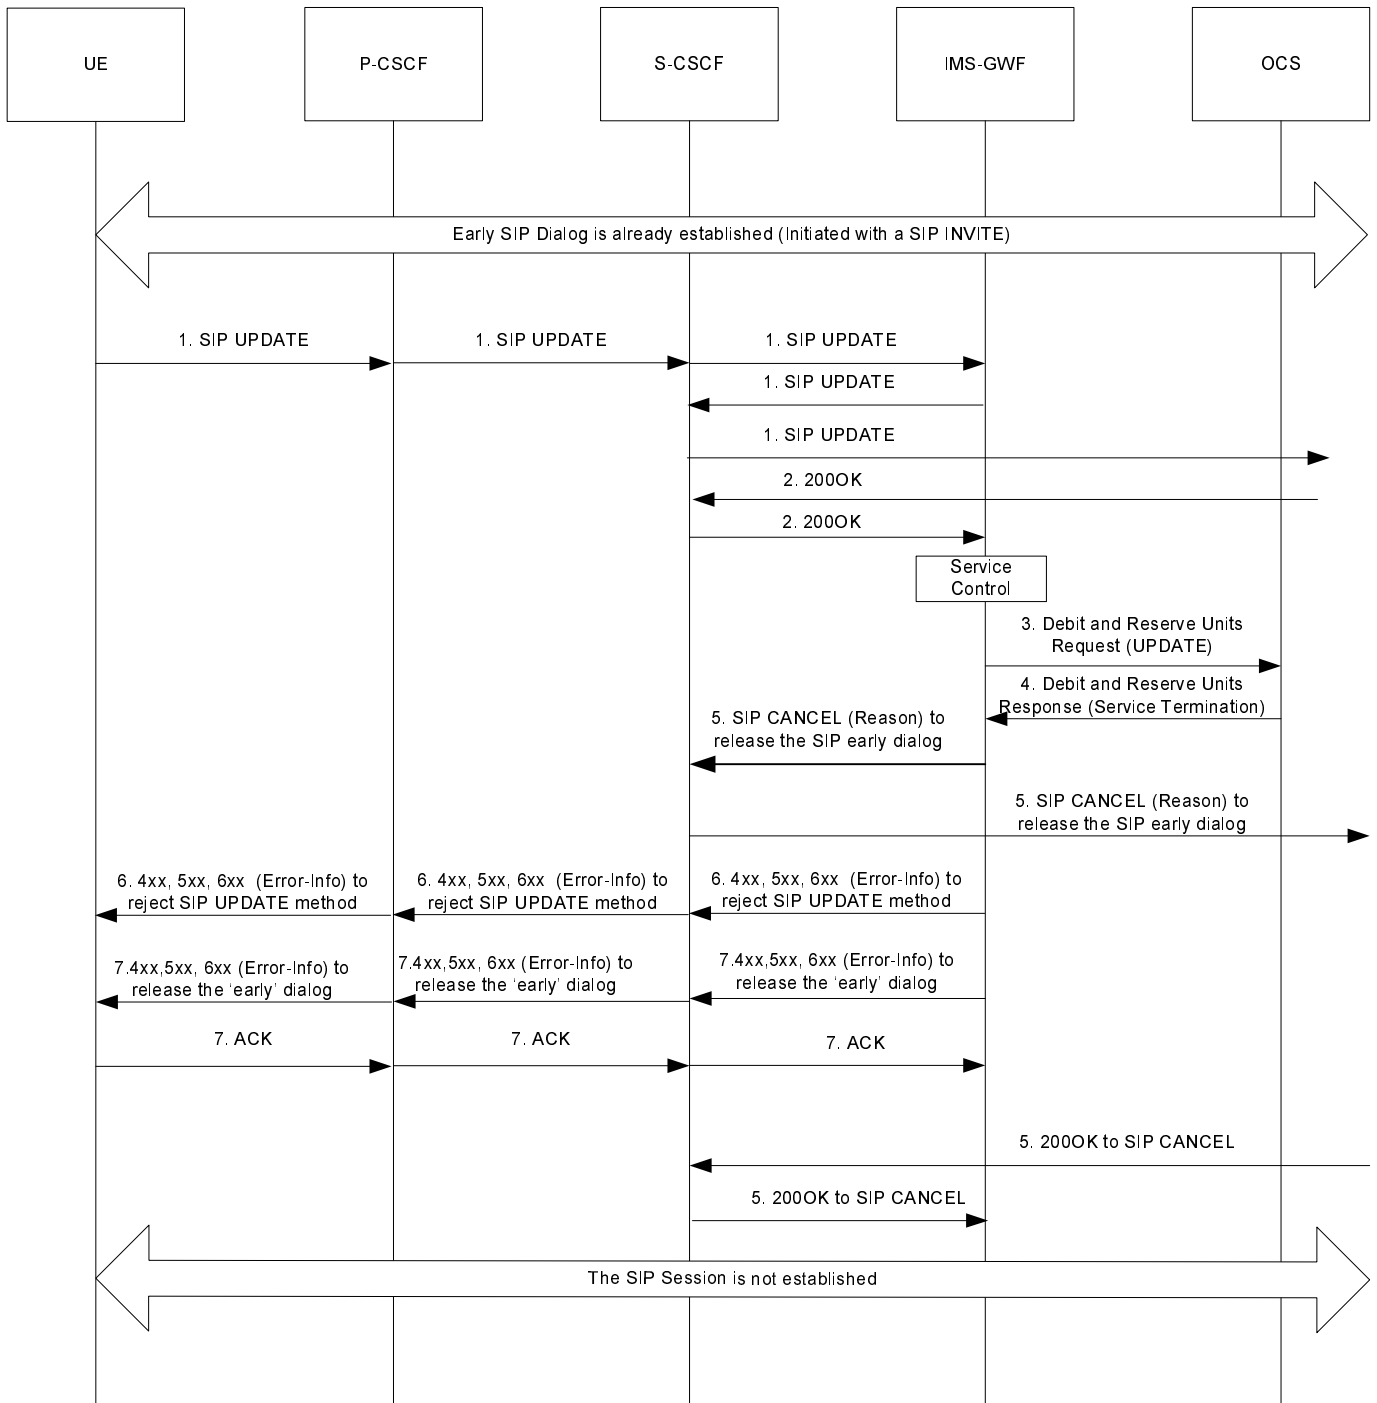 UE
P-CSCF
S-CSCF
IMS-GWF
OCS
Early SIP Dialog is already established (Initiated with a SIP INVITE)
1. SIP UPDATE
1. SIP UPDATE
1. SIP UPDATE
1. SIP UPDATE
1. SIP UPDATE
2. 200OK
2. 200OK
Service
Control
3. Debit and Reserve Units
Request (UPDATE)
4. Debit and Reserve Units
Response (Service Termination)
5. SIP CANCEL (Reason) to
release the SIP early dialog
5. SIP CANCEL (Reason) to
release the SIP early dialog
6. 4xx, 5xx, 6xx  (Error-Info) to
reject SIP UPDATE method
6. 4xx, 5xx, 6xx  (Error-Info) to
reject SIP UPDATE method
6. 4xx, 5xx, 6xx  (Error-Info) to
reject SIP UPDATE method
7.4xx,5xx, 6xx (Error-Info) to
release the ‘early’ dialog
7.4xx,5xx, 6xx (Error-Info) to
release the ‘early’ dialog
7.4xx,5xx, 6xx (Error-Info) to
release the ‘early’ dialog
7. ACK
7. ACK
7. ACK
5. 200OK to SIP CANCEL
5. 200OK to SIP CANCEL
The SIP Session is not established